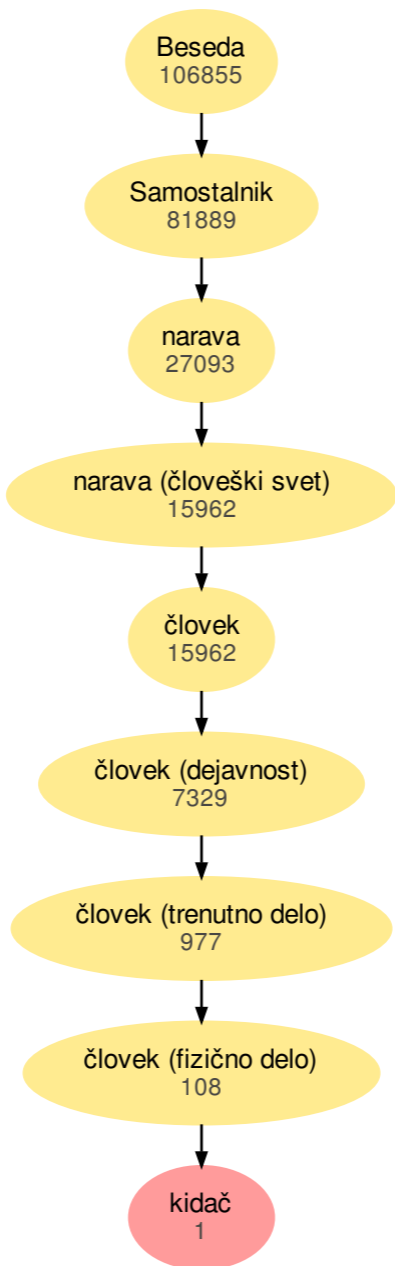 Beseda
106855
Samostalnik
81889
narava
27093
narava (človeški svet)
15962
človek
15962
človek (dejavnost)
7329
človek (trenutno delo)
977
človek (fizično delo)
108
kidač
1